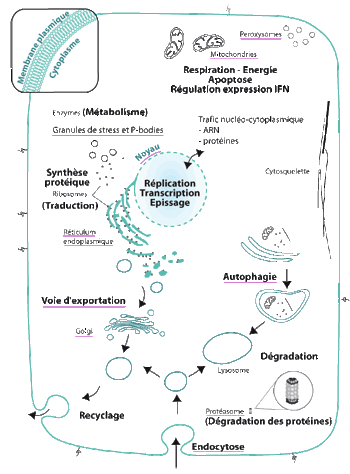 Membrane plasmique
Cytoplasme
Peroxysomes
Mitochondries
Respiration - Energie
Apoptose
Régulation expression IFN
Enzymes (Métabolisme)
Granules de stress et P-bodies
Trafic nucléo-cytoplasmique
- ARN
- protéines
Noyau
Synthèse
protéique
Ribosomes
(Traduction)
Réplication
Transcription
Epissage
Cytosquelette
Réticulum
endoplasmique
Autophagie
Voie d'exportation
Golgi
Lysosome
Dégradation
Recyclage
Protéasome
(Dégradation des protéines)
Endocytose